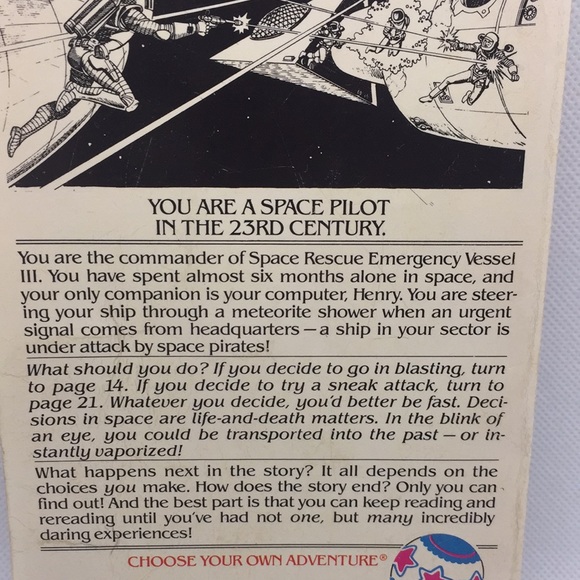 YOU ARE A SPACE PILOT
IN THE 23RD CENTURY.
You are the commander of Space Rescue Emergency Vessel
III. You have spent almost six months alone in space, and
your only companion is your computer, Henry. You are steer-
ing your ship through a meteorite shower when an urgent
signal comes from headquarters — a ship in your sector is
under attack by space pirates!
What should you do? If you decide to go in blasting, turn
to page 14. If you decide to try a sneak attack, turn to
page 21. Whatever you decide, you'd better be fast. Deci-
sions in space are life-and-death matters. In the blink of
an eye, you could be transported into the past — or in-
stantly vaporized!
What happens next in the story? It all depends on the
choices you make. How does the story end? Only you can
find out! And the best part is that you can keep reading and
rereading until you've had not one, but many incredibly
daring experiences!
CHOOSE YOUR OWN ADVENTURE®